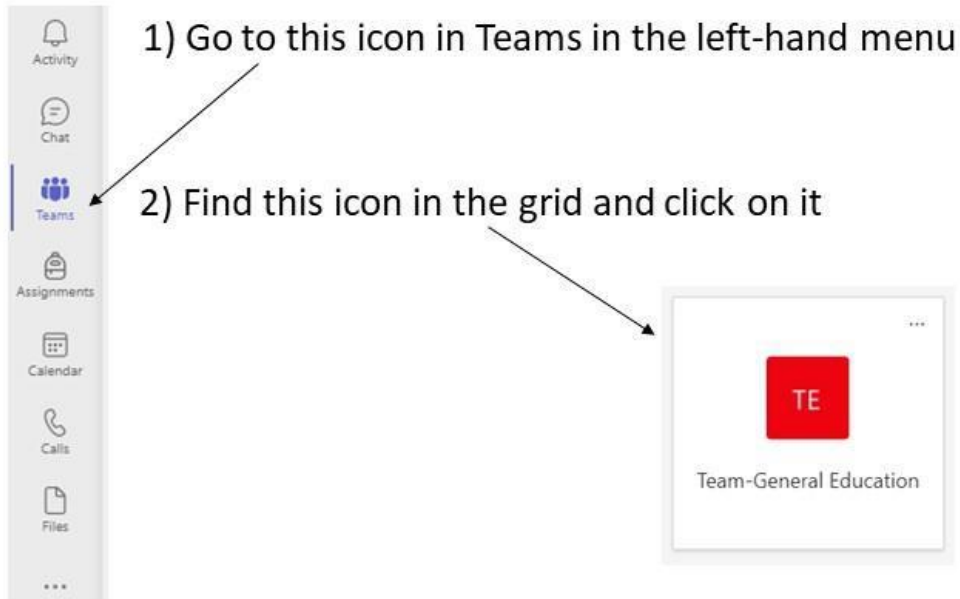 Activity
1) Go to this icon in Teams in the left-hand menu
Chat
Teams
2) Find this icon in the grid and click on it
Assignments
Calendar
Calls
Files
...
...
TE
Team-General Education